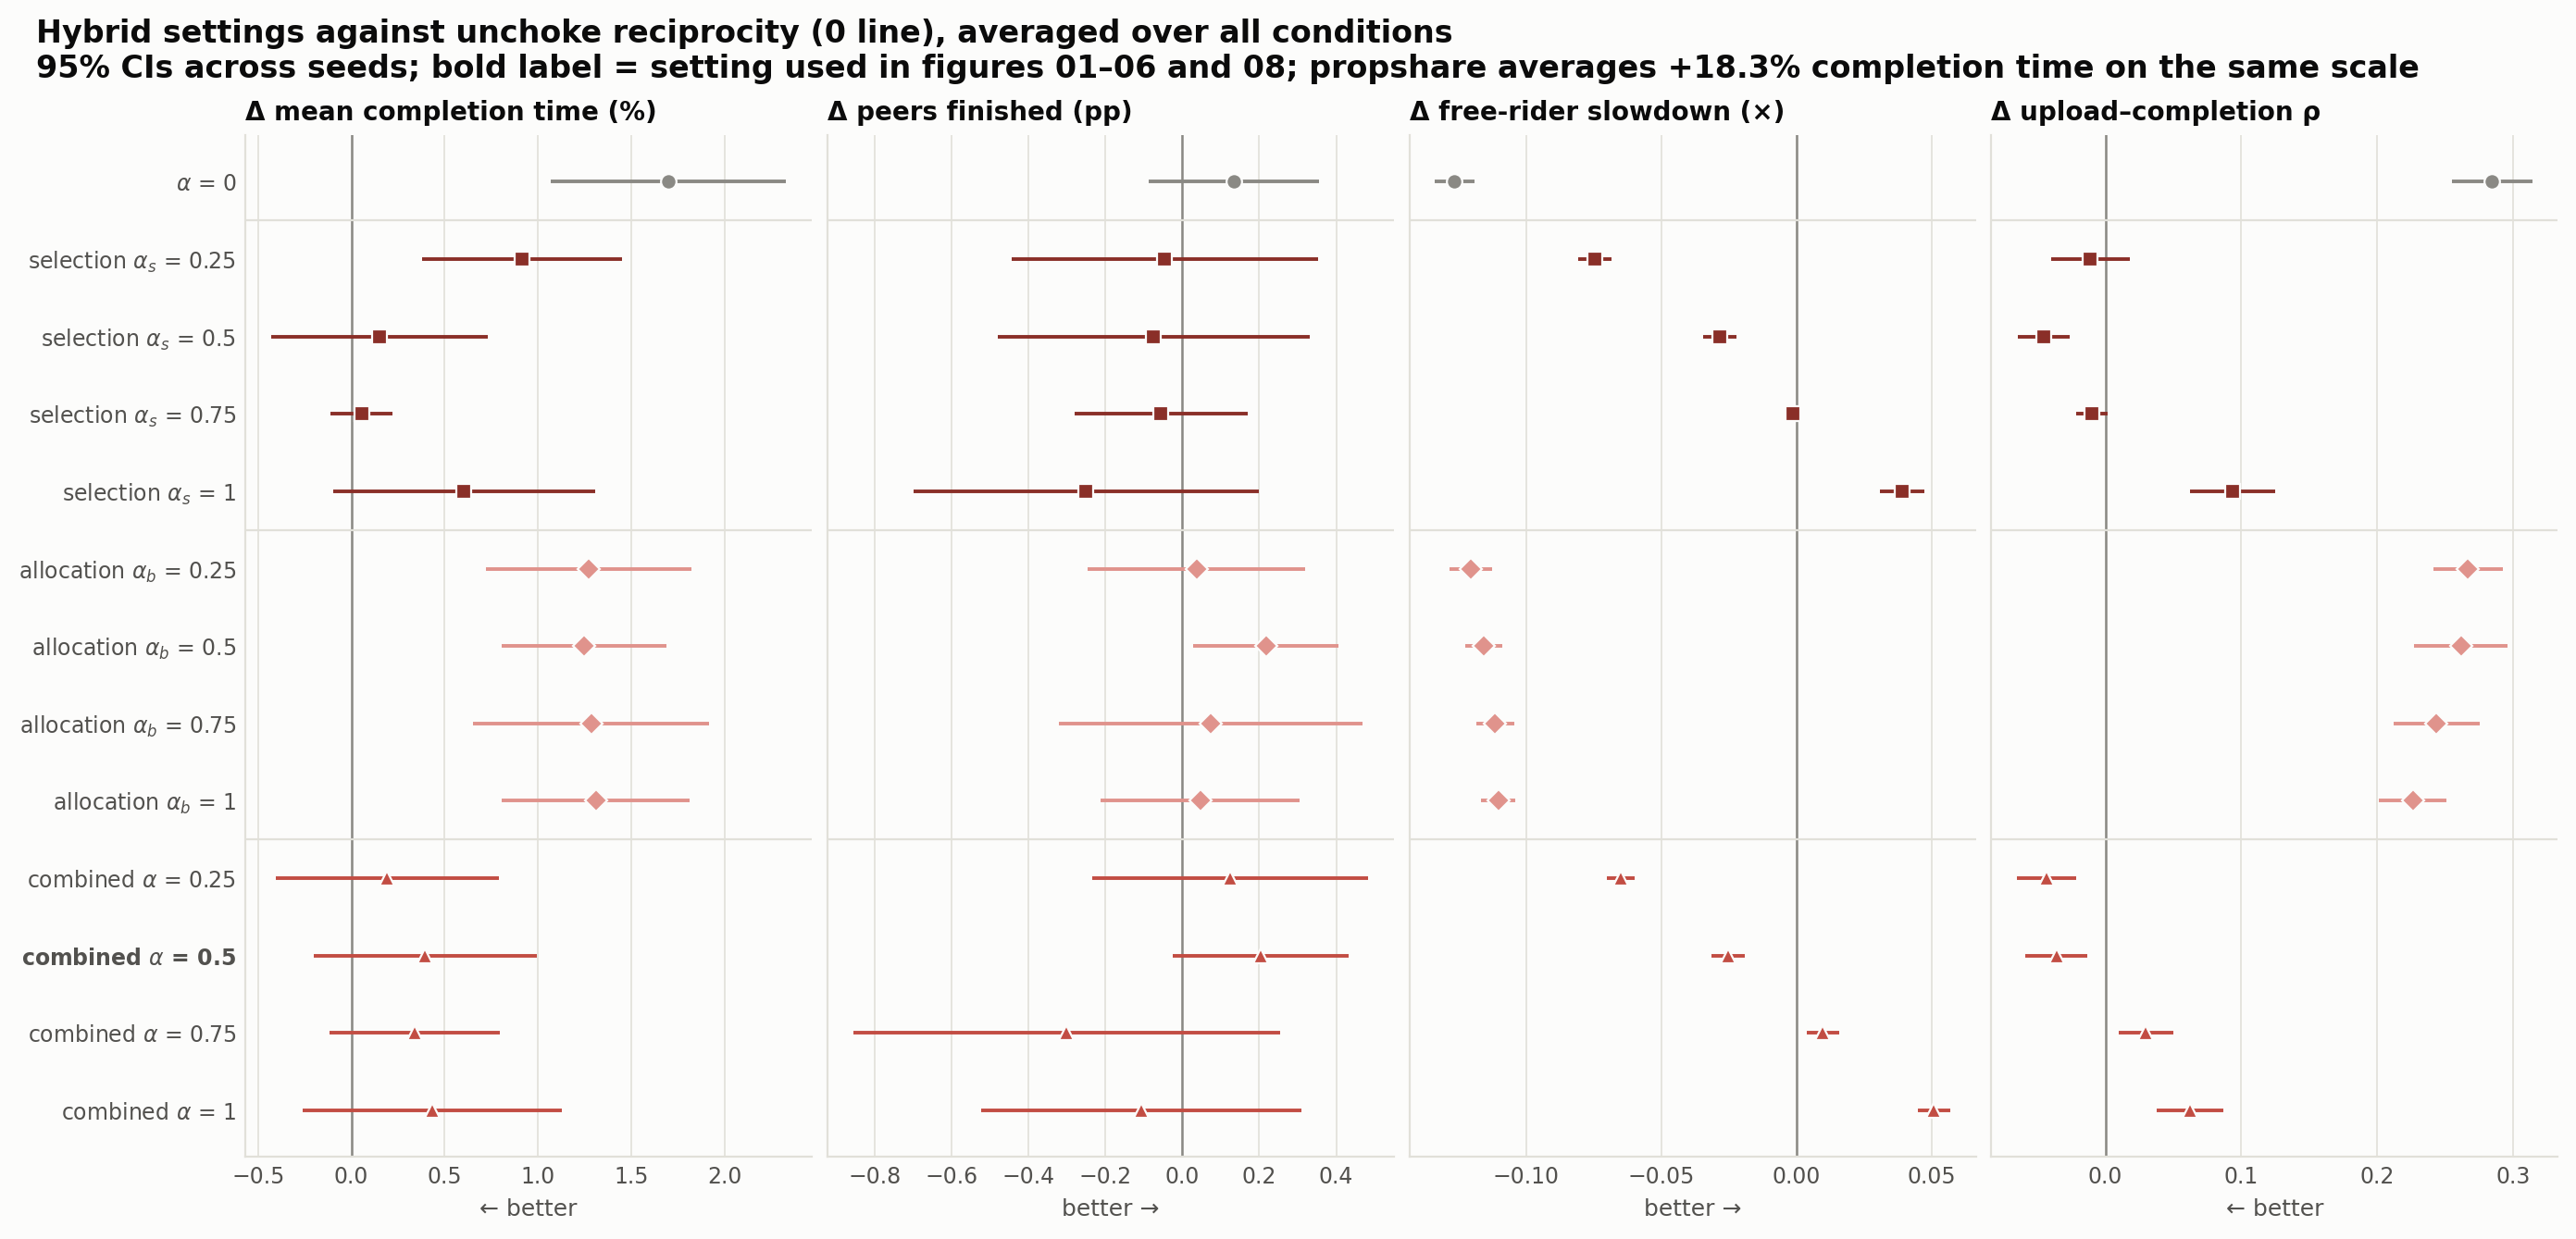 Hybrid settings against unchoke reciprocity (0 line), averaged over all conditions
95% CIs across seeds; bold label = setting used in figures 01–06 and 08; propshare averages +18.3% completion time on the same scale
Δ mean completion time (%)
Δ peers finished (pp)
Δ free-rider slowdown (×)
Δ upload–completion ρ
α = 0
selection αs = 0.25
selection αs = 0.5
selection αs = 0.75
selection αs = 1
allocation αb = 0.25
allocation αb = 0.5
allocation αb = 0.75
allocation αb = 1
combined α = 0.25
combined α = 0.5
combined α = 0.75
combined α = 1
−0.5 0.0 0.5 1.0 1.5 2.0
−0.8 −0.6 −0.4 −0.2 0.0 0.2 0.4
−0.10 −0.05 0.00 0.05
0.0 0.1 0.2 0.3
← better
better →
better →
← better